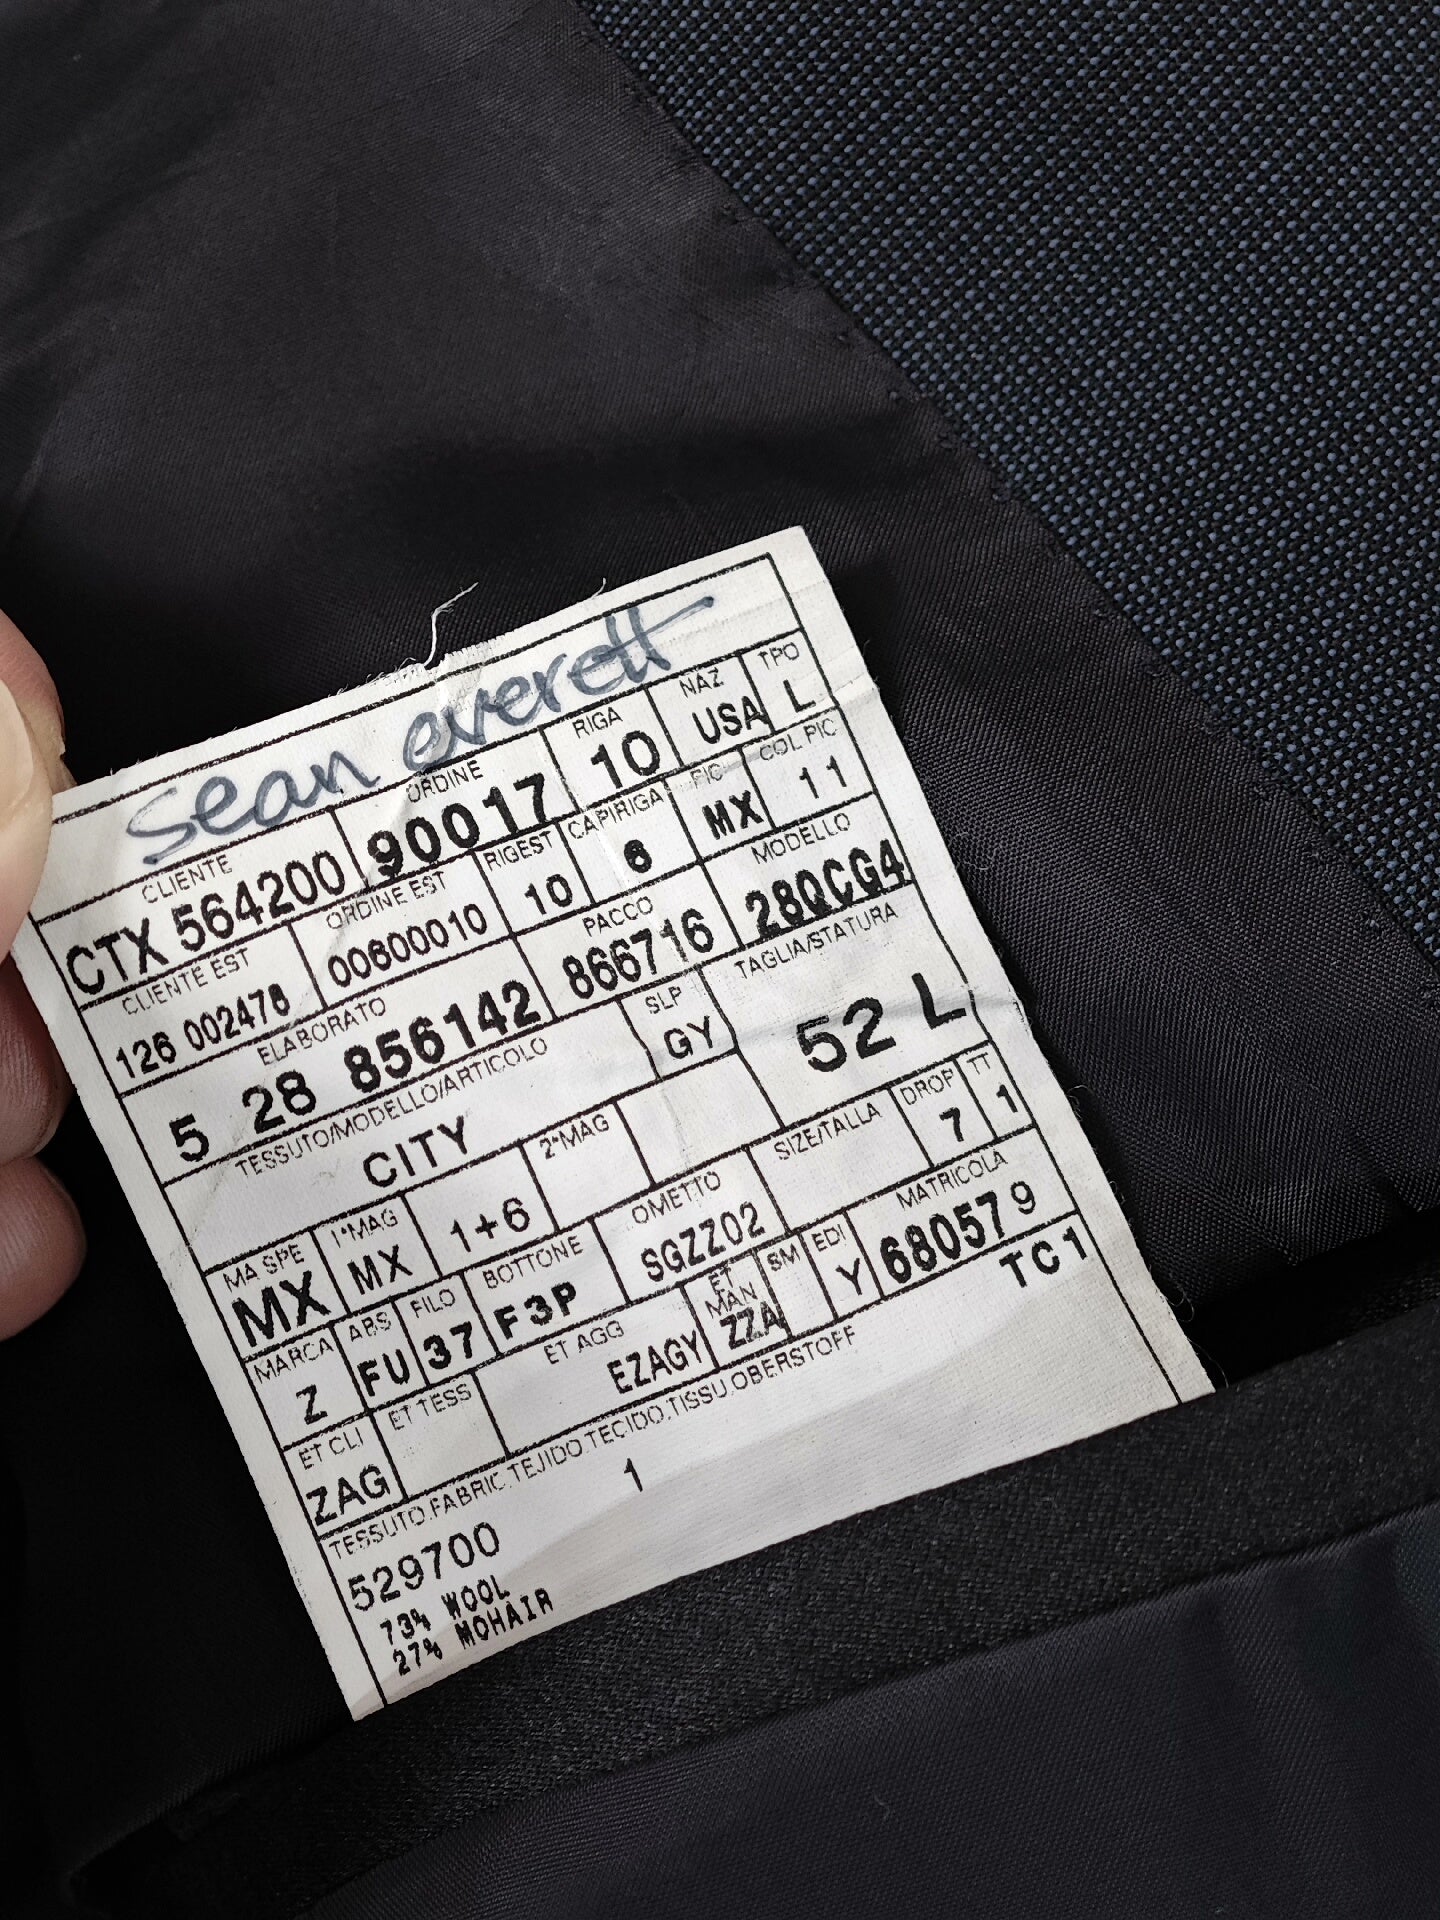 sean everett
CLIENTE ORDINE RIGA NAZ TPO
CTX 564200 90017 10 USA L
CLIENTE EST ORDINE EST RIGEST CAPIRIGA FIC COL PIC
126 002478 00600010 10 6 MX 11
ELABORATO PACCO MODELLO
5 28 856142 866716 28QCG4
TESSUTO/MODELLO/ARTICOLO SLP TAGLIA/STATURA
CITY GY 52 L
MA SPE 1°MAG 2°MAG SIZE/TALLA DROP TT
MX MX 1+6 7 1
MARCA ABS FILO BOTTONE OMETTO MATRICOLA
Z FU 37 F3P SGZZ02 680579
ET CLI ET TESS ET AGG ET MAN SM EDI
ZAG EZAGY ZZA Y TC1
TESSUTO.FABRIC.TEJIDO.TECIDO.TISSU.OBERSTOFF
529700 1
73% WOOL
27% MOHAIR